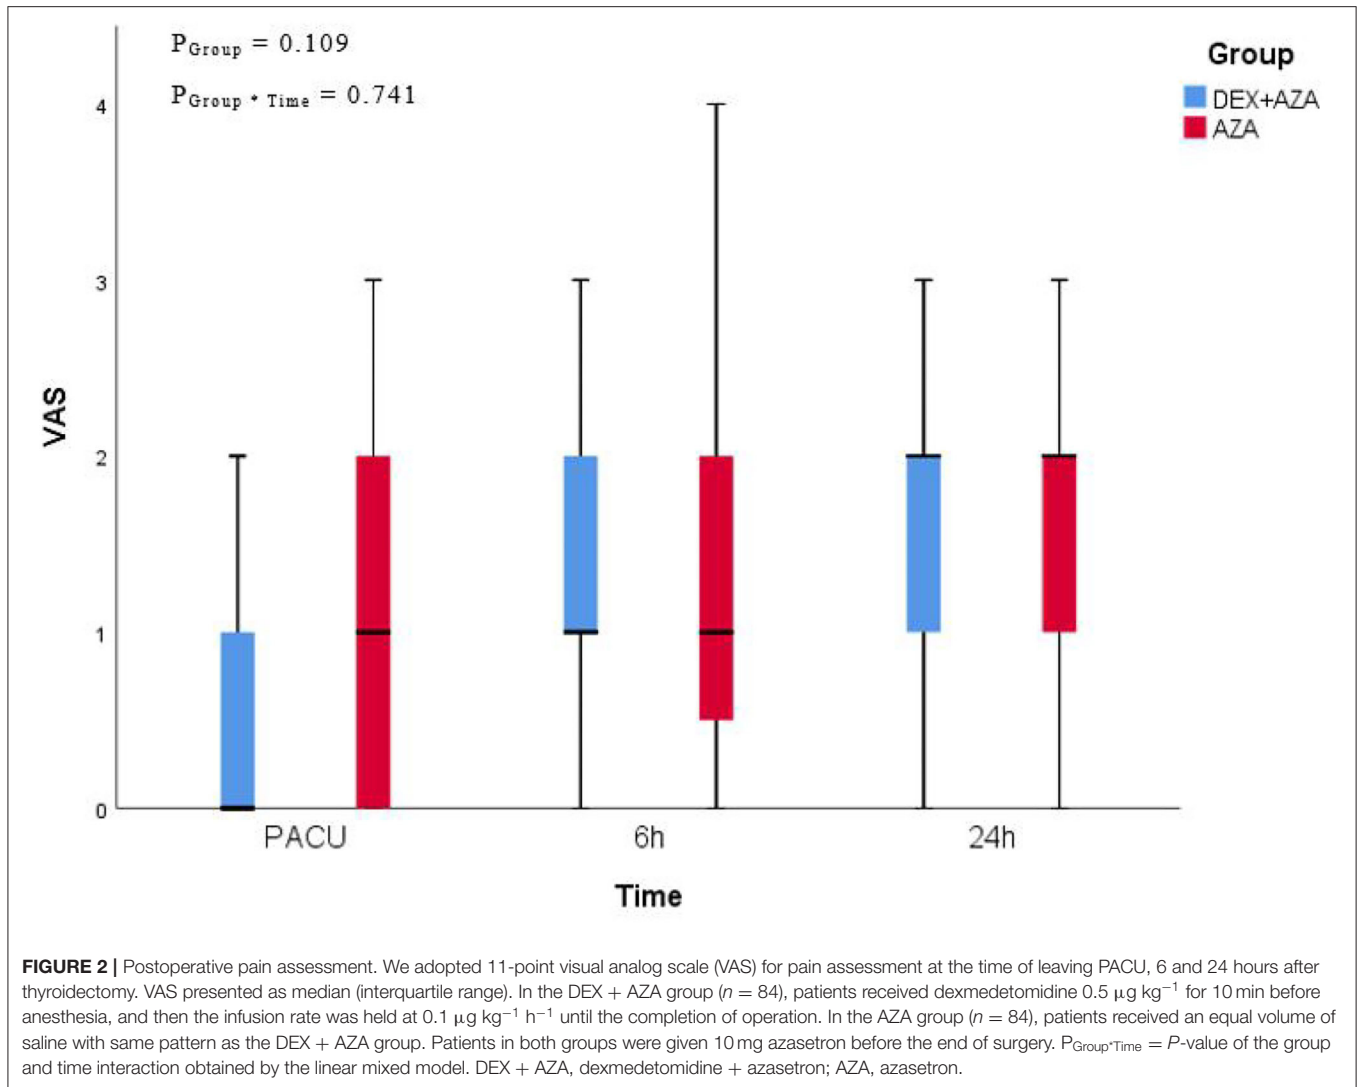 P_Group = 0.109
P_Group * Time = 0.741
Group
DEX+AZA
AZA
4
3
2
1
0
VAS
PACU 6h 24h
Time
FIGURE 2 | Postoperative pain assessment. We adopted 11-point visual analog scale (VAS) for pain assessment at the time of leaving PACU, 6 and 24 hours after
thyroidectomy. VAS presented as median (interquartile range). In the DEX + AZA group (n = 84), patients received dexmedetomidine 0.5 μg kg⁻¹ for 10 min before
anesthesia, and then the infusion rate was held at 0.1 μg kg⁻¹ h⁻¹ until the completion of operation. In the AZA group (n = 84), patients received an equal volume of
saline with same pattern as the DEX + AZA group. Patients in both groups were given 10 mg azasetron before the end of surgery. P_Group*Time = P-value of the group
and time interaction obtained by the linear mixed model. DEX + AZA, dexmedetomidine + azasetron; AZA, azasetron.